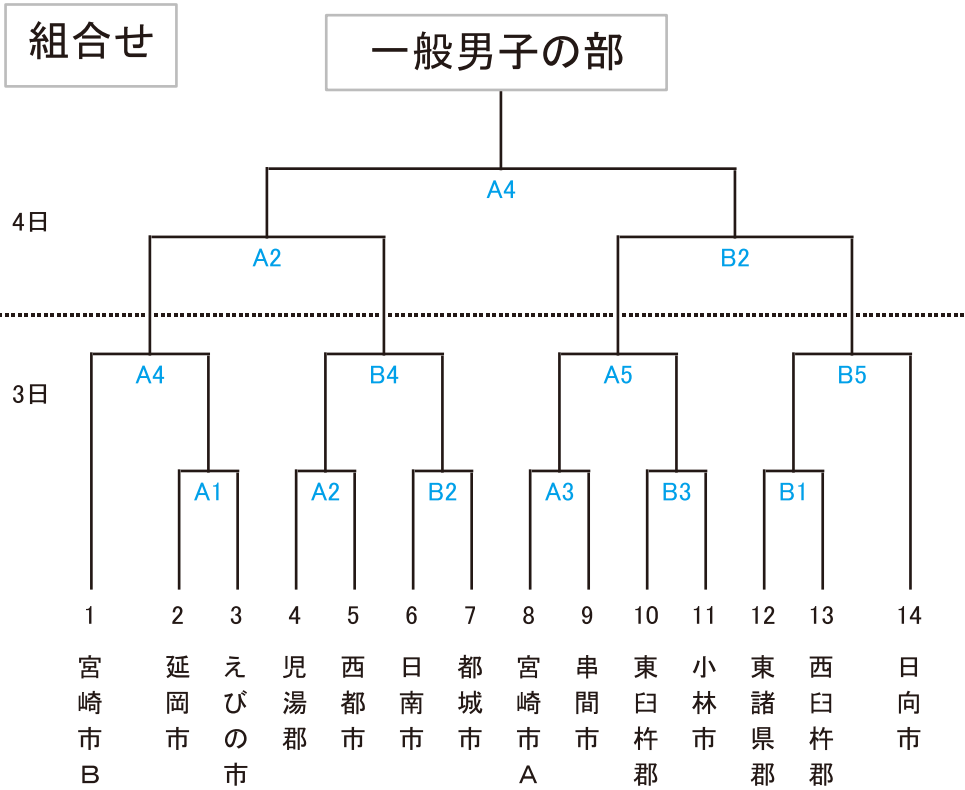 組合せ
一般男子の部
A4
4日
A2 B2
A4 B4 A5 B5
3日
A1 A2 B2 A3 B3 B1
1 2 3 4 5 6 7 8 9 10 11 12 13 14
宮崎市B
延岡市
えびの市
児湯郡
西都市
日南市
都城市
宮崎市A
串間市
東臼杵郡
小林市
東諸県郡
西臼杵郡
日向市